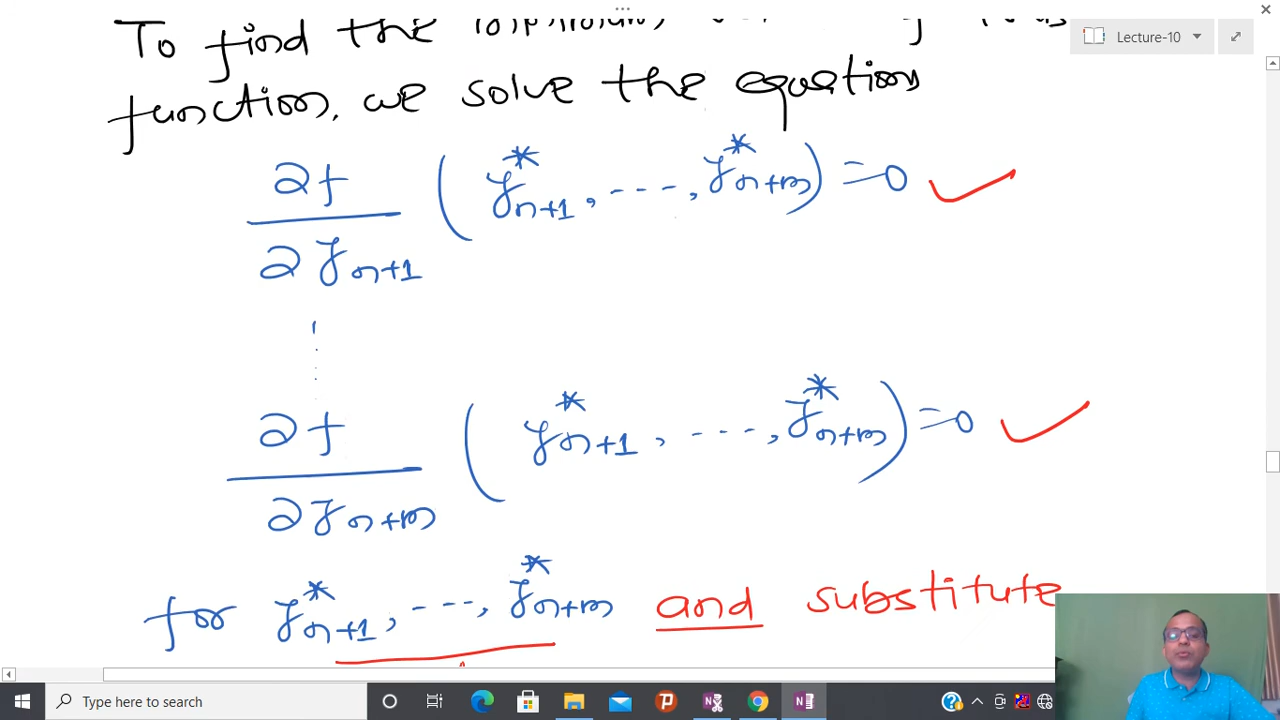 To find the
function, we solve the equations
∂f/∂y_{n+1} (y*_{n+1}, ----, y*_{n+m}) = 0 ✓
⋮
∂f/∂y_{n+m} (y*_{n+1}, ----, y*_{n+m}) = 0 ✓
for y*_{n+1}, ----, y*_{n+m} and substitute
Lecture-10
Type here to search